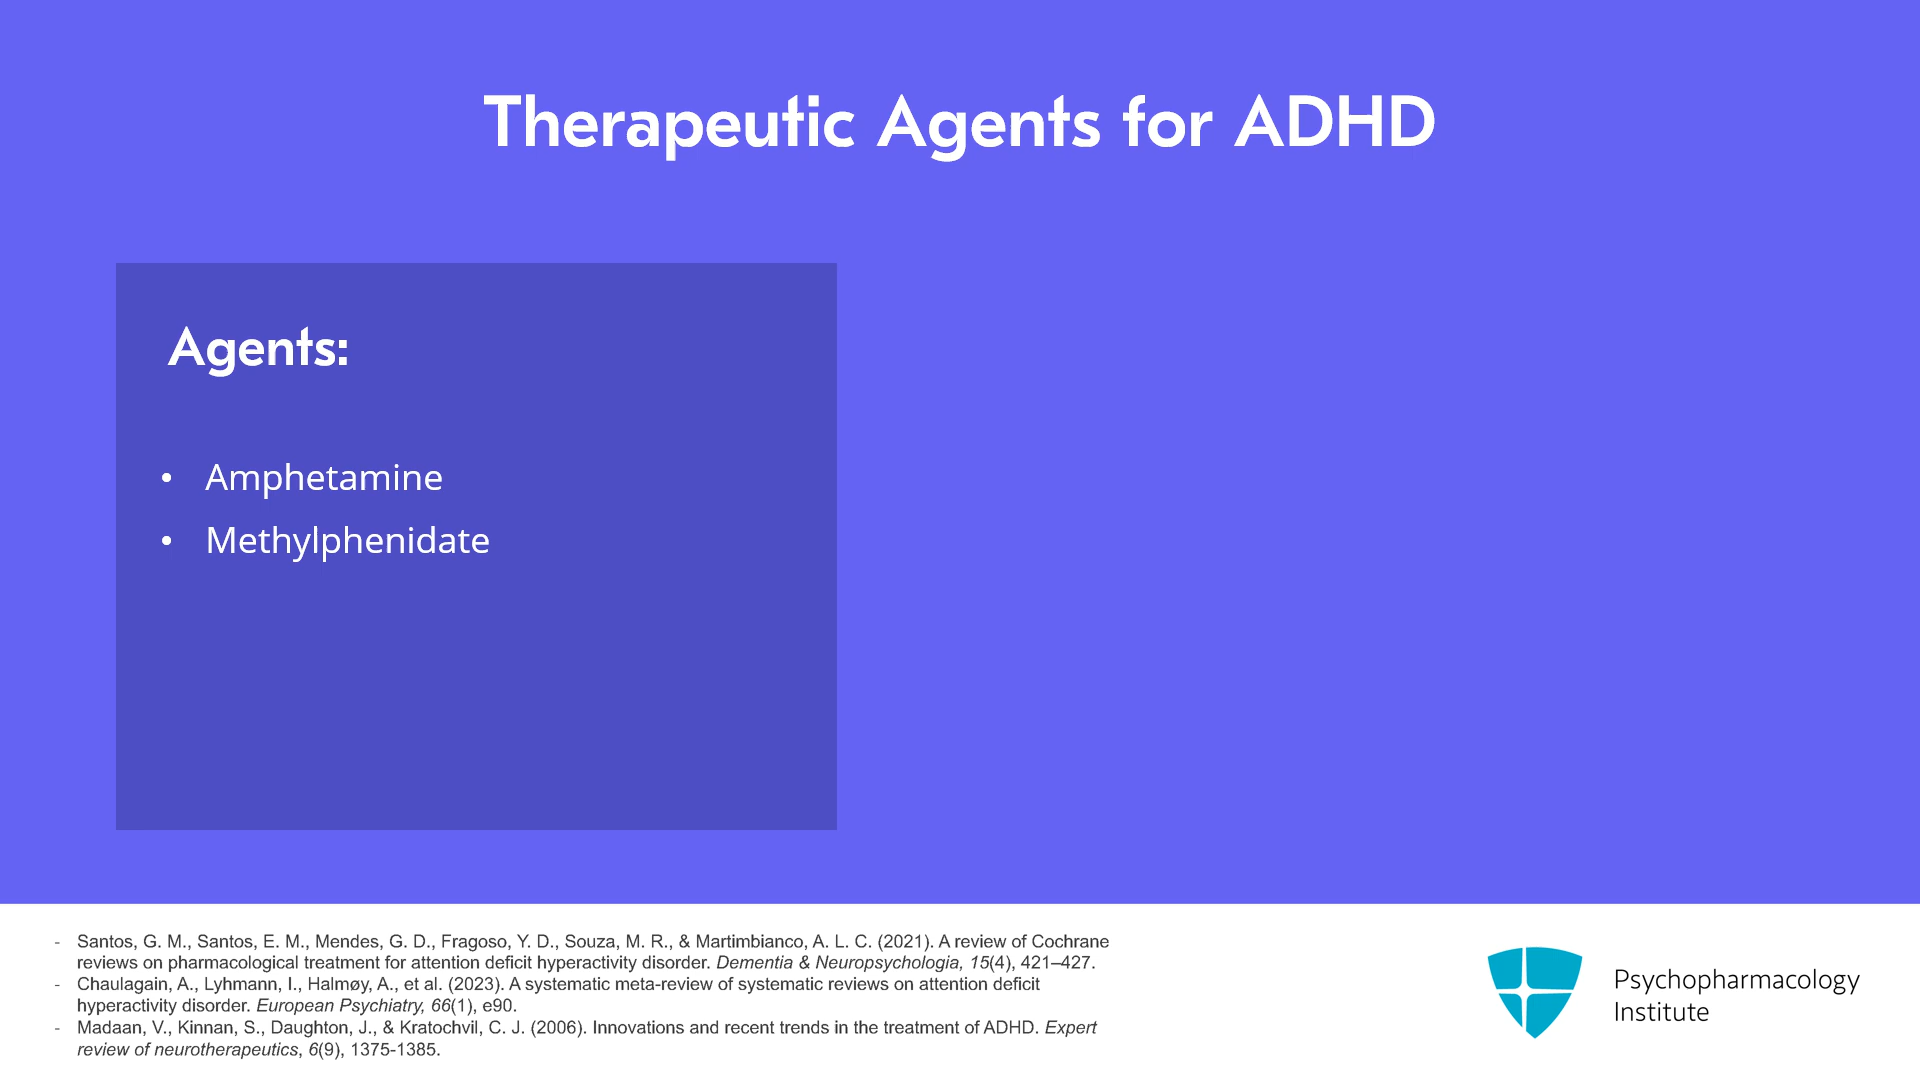 Therapeutic Agents for ADHD
Agents:
• Amphetamine
• Methylphenidate
- Santos, G. M., Santos, E. M., Mendes, G. D., Fragoso, Y. D., Souza, M. R., & Martimbianco, A. L. C. (2021). A review of Cochrane
reviews on pharmacological treatment for attention deficit hyperactivity disorder. Dementia & Neuropsychologia, 15(4), 421–427.
- Chaulagain, A., Lyhmann, I., Halmøy, A., et al. (2023). A systematic meta-review of systematic reviews on attention deficit
hyperactivity disorder. European Psychiatry, 66(1), e90.
- Madaan, V., Kinnan, S., Daughton, J., & Kratochvil, C. J. (2006). Innovations and recent trends in the treatment of ADHD. Expert
review of neurotherapeutics, 6(9), 1375-1385.
Psychopharmacology
Institute